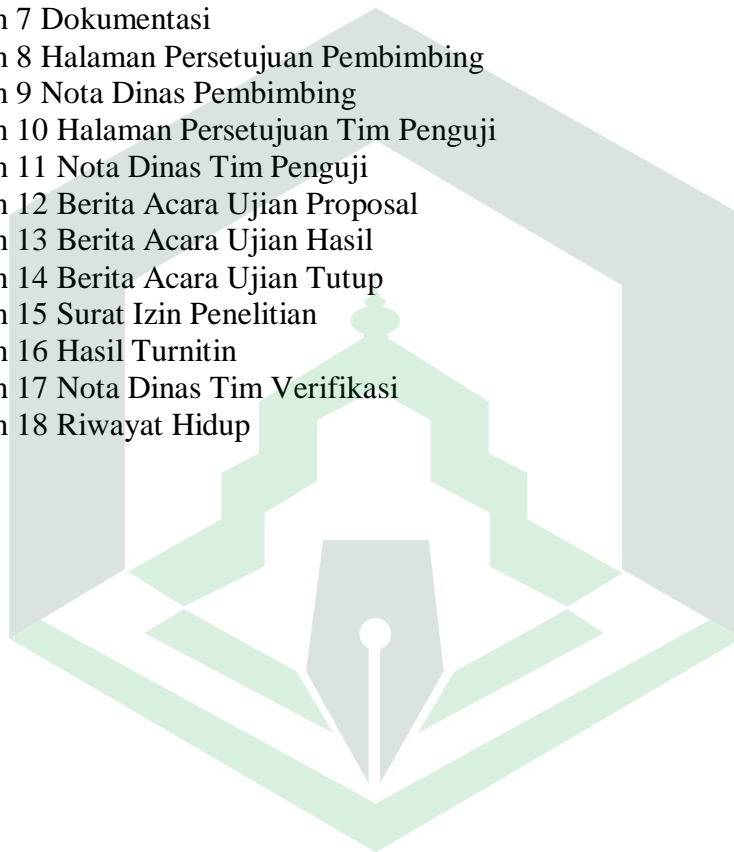 n 7 Dokumentasi
n 8 Halaman Persetujuan Pembimbing
n 9 Nota Dinas Pembimbing
n 10 Halaman Persetujuan Tim Penguji
n 11 Nota Dinas Tim Penguji
n 12 Berita Acara Ujian Proposal
n 13 Berita Acara Ujian Hasil
n 14 Berita Acara Ujian Tutup
n 15 Surat Izin Penelitian
n 16 Hasil Turnitin
n 17 Nota Dinas Tim Verifikasi
n 18 Riwayat Hidup